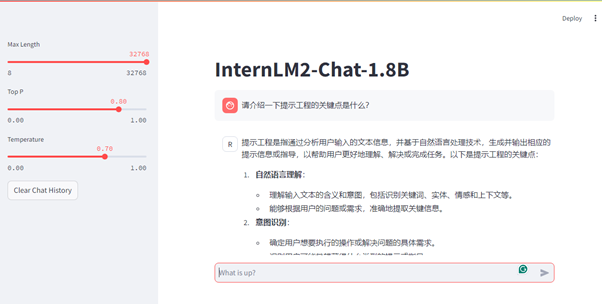 Deploy
Max Length
32768
8 32768
Top P
0.80
0.00 1.00
Temperature
0.70
0.00 1.00
Clear Chat History
InternLM2-Chat-1.8B
请介绍一下提示工程的关键点是什么?
R
提示工程是指通过分析用户输入的文本信息，并基于自然语言处理技术，生成并输出相应的
提示信息或指导，以帮助用户更好地理解、解决或完成任务。以下是提示工程的关键点：
1. 自然语言理解：
○ 理解输入文本的含义和意图，包括识别关键词、实体、情感和上下文等。
○ 能够根据用户的问题或需求，准确地提取关键信息。
2. 意图识别：
○ 确定用户想要执行的操作或解决问题的具体需求。
What is up?